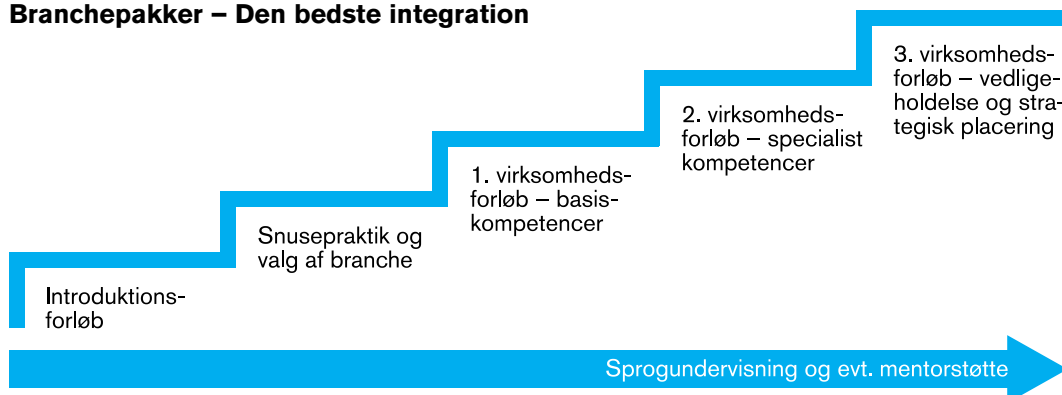 Branchepakker – Den bedste integration
Introduktions-
forløb
Snusepraktik og
valg af branche
1. virksomheds-
forløb – basis-
kompetencer
2. virksomheds-
forløb – specialist
kompetencer
3. virksomheds-
forløb – vedlige-
holdelse og stra-
tegisk placering
Sprogundervisning og evt. mentorstøtte